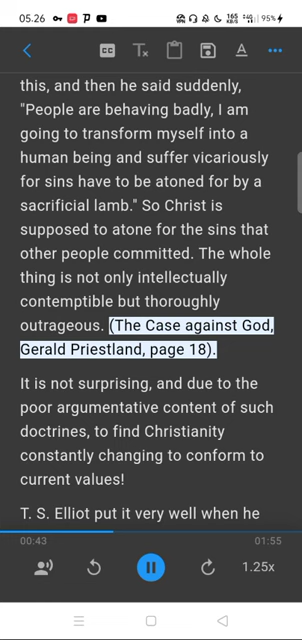 05.26
165
KB/S
95%
CC
this, and then he said suddenly,
"People are behaving badly, I am
going to transform myself into a
human being and suffer vicariously
for sins have to be atoned for by a
sacrificial lamb." So Christ is
supposed to atone for the sins that
other people committed. The whole
thing is not only intellectually
contemptible but thoroughly
outrageous. (The Case against God,
Gerald Priestland, page 18).
It is not surprising, and due to the
poor argumentative content of such
doctrines, to find Christianity
constantly changing to conform to
current values!
T. S. Elliot put it very well when he
00:43
01:55
1.25x